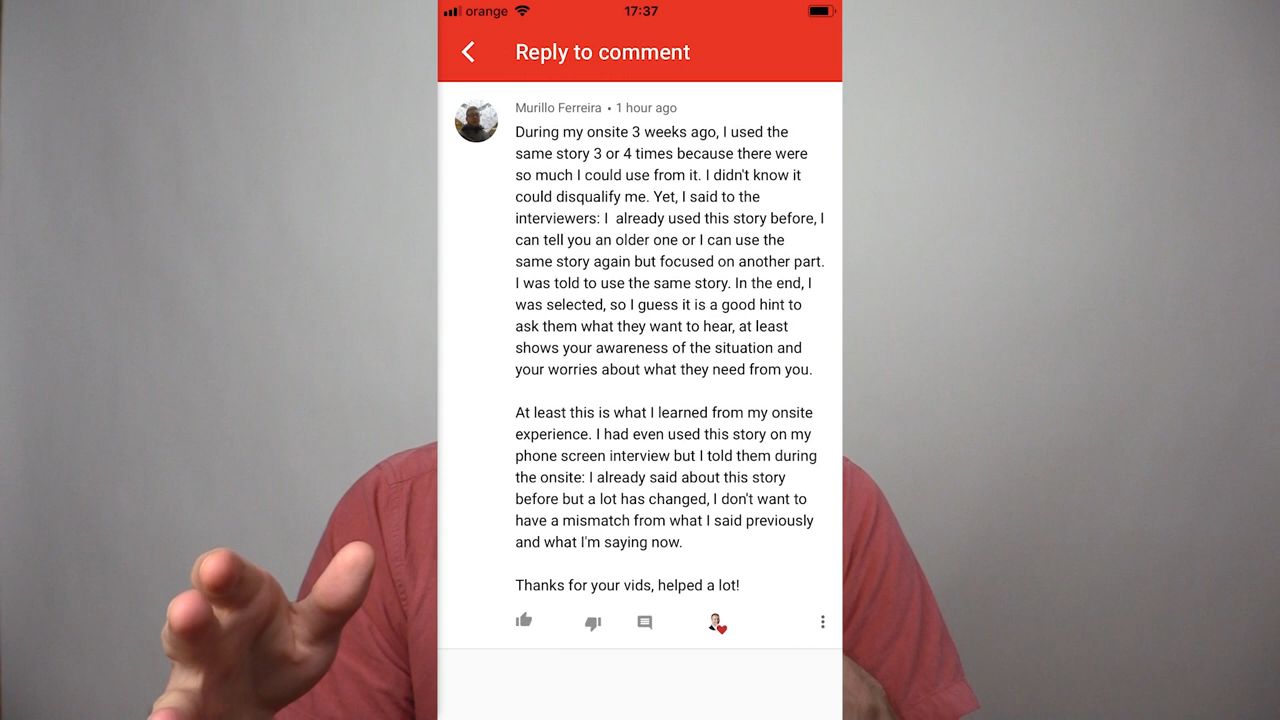 orange
17:37
Reply to comment
Murillo Ferreira • 1 hour ago
During my onsite 3 weeks ago, I used the
same story 3 or 4 times because there were
so much I could use from it. I didn't know it
could disqualify me. Yet, I said to the
interviewers: I  already used this story before, I
can tell you an older one or I can use the
same story again but focused on another part.
I was told to use the same story. In the end, I
was selected, so I guess it is a good hint to
ask them what they want to hear, at least
shows your awareness of the situation and
your worries about what they need from you.
At least this is what I learned from my onsite
experience. I had even used this story on my
phone screen interview but I told them during
the onsite: I already said about this story
before but a lot has changed, I don't want to
have a mismatch from what I said previously
and what I'm saying now.
Thanks for your vids, helped a lot!